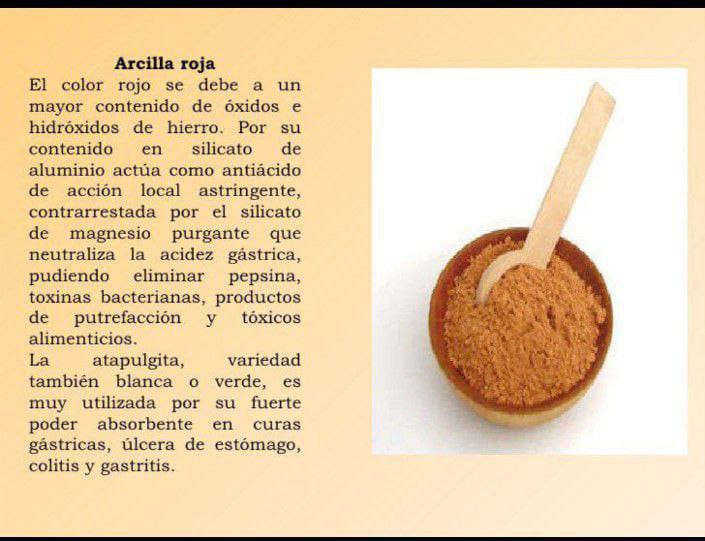 Arcilla roja
El color rojo se debe a un
mayor contenido de óxidos e
hidróxidos de hierro. Por su
contenido en silicato de
aluminio actúa como antiácido
de acción local astringente,
contrarrestada por el silicato
de magnesio purgante que
neutraliza la acidez gástrica,
pudiendo eliminar pepsina,
toxinas bacterianas, productos
de putrefacción y tóxicos
alimenticios.
La atapulgita, variedad
también blanca o verde, es
muy utilizada por su fuerte
poder absorbente en curas
gástricas, úlcera de estómago,
colitis y gastritis.